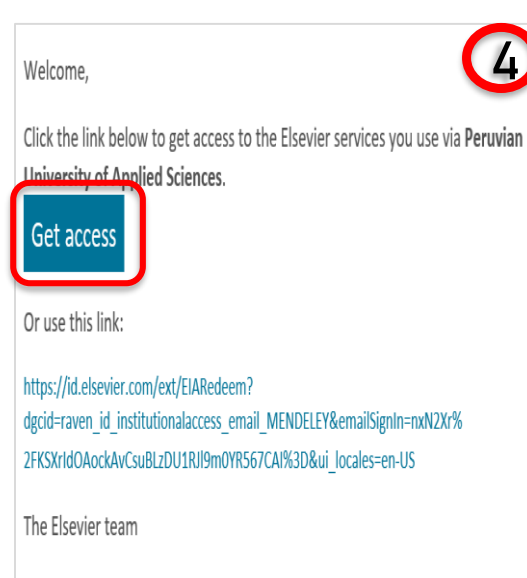 4
Welcome,
Click the link below to get access to the Elsevier services you use via Peruvian
University of Applied Sciences.
Get access
Or use this link:
https://id.elsevier.com/ext/EIARedeem?
dgcid=raven_id_institutionalaccess_email_MENDELEY&emailSignIn=nxN2Xr%
2FKSXrIdOAockAvCsuBLzDU1RJl9m0YR567CAI%3D&ui_locales=en-US
The Elsevier team